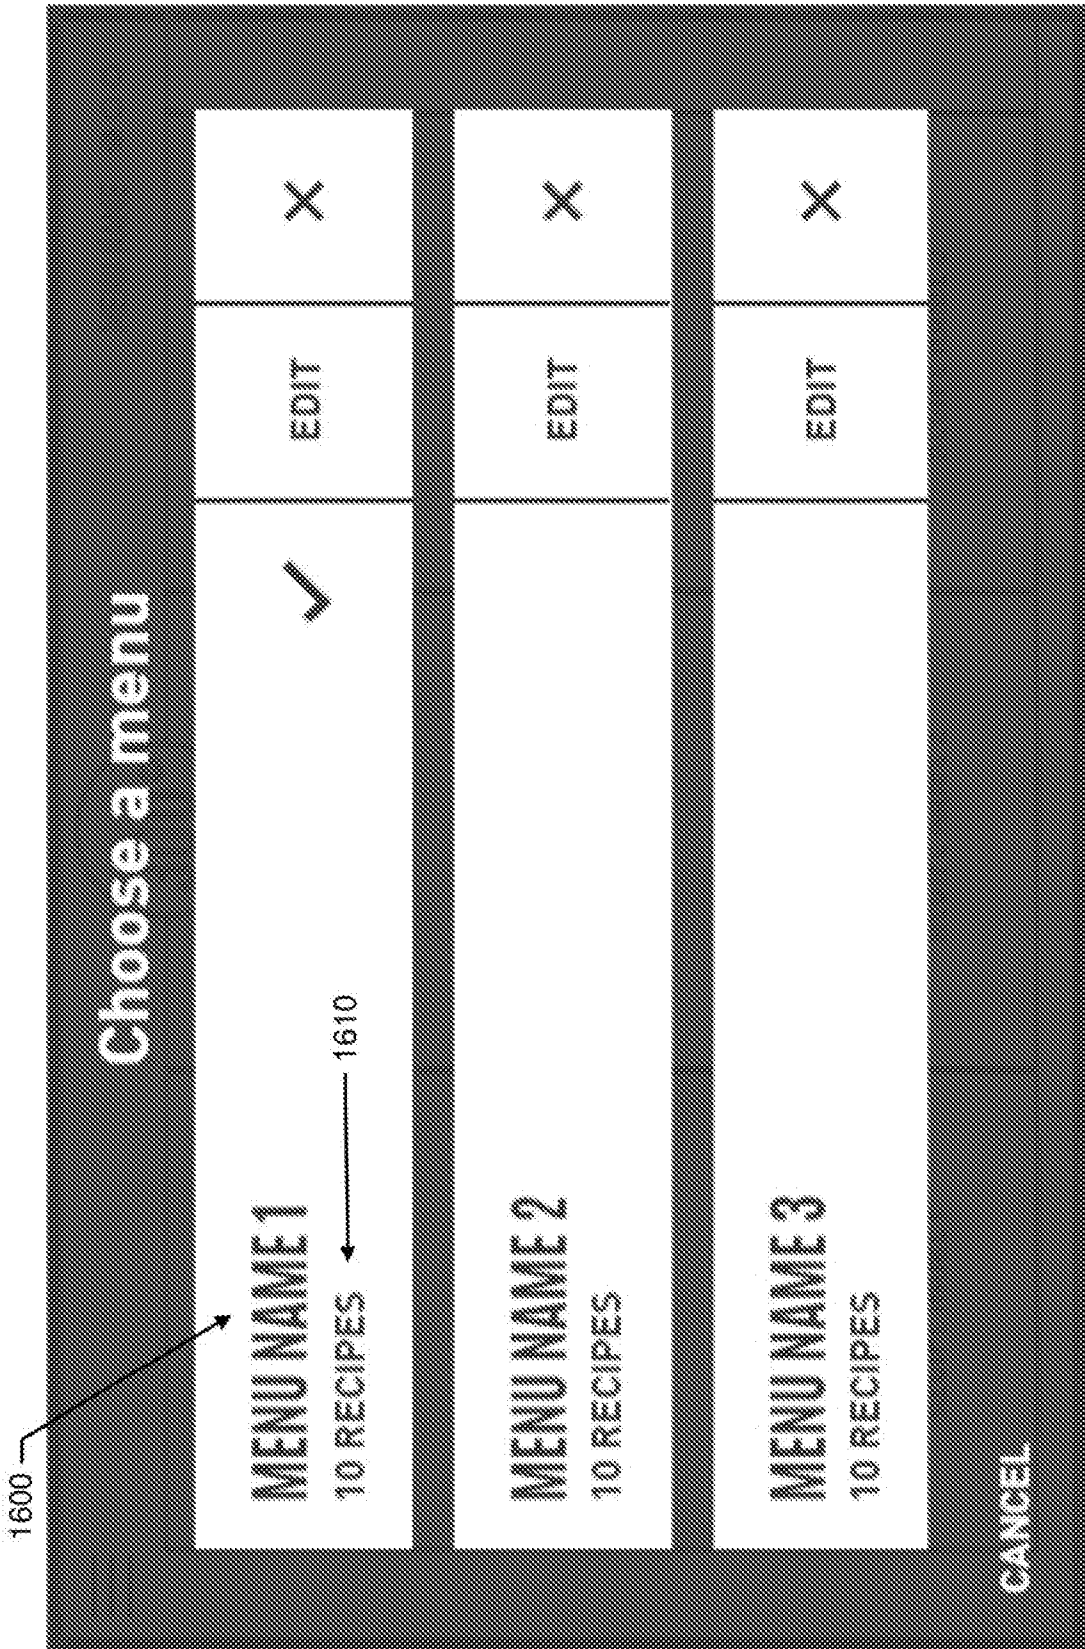 1600
Choose a menu
MENU NAME 1
10 RECIPES
1610
EDIT
MENU NAME 2
10 RECIPES
EDIT
MENU NAME 3
10 RECIPES
EDIT
CANCEL